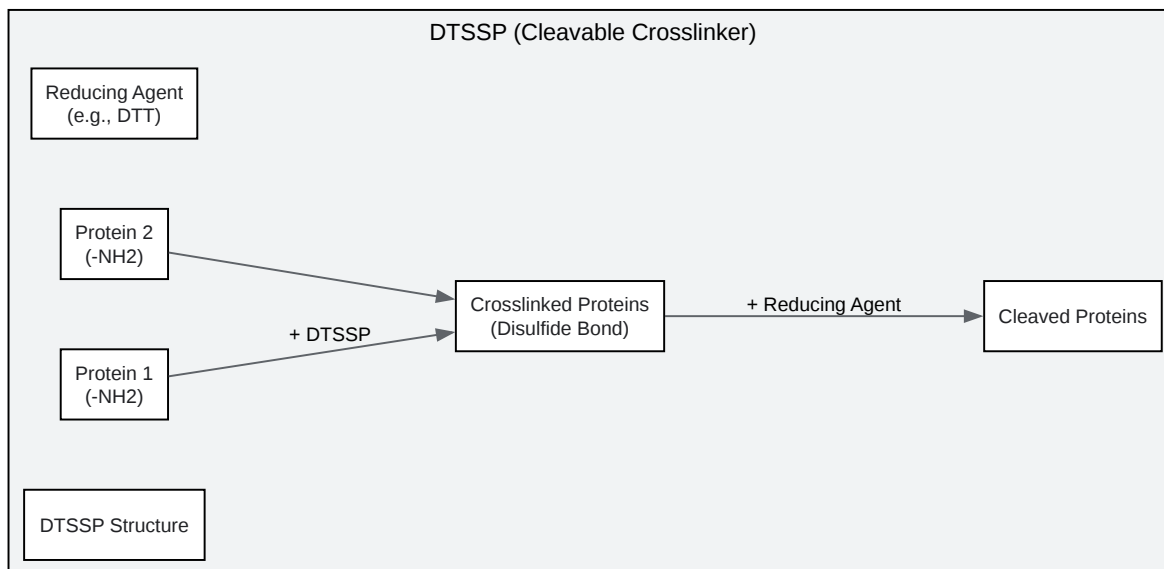 DTSSP (Cleavable Crosslinker)
Reducing Agent
(e.g., DTT)
Protein 2
(-NH2)
+ DTSSP
Protein 1
(-NH2)
Crosslinked Proteins
(Disulfide Bond)
+ Reducing Agent
Cleaved Proteins
DTSSP Structure